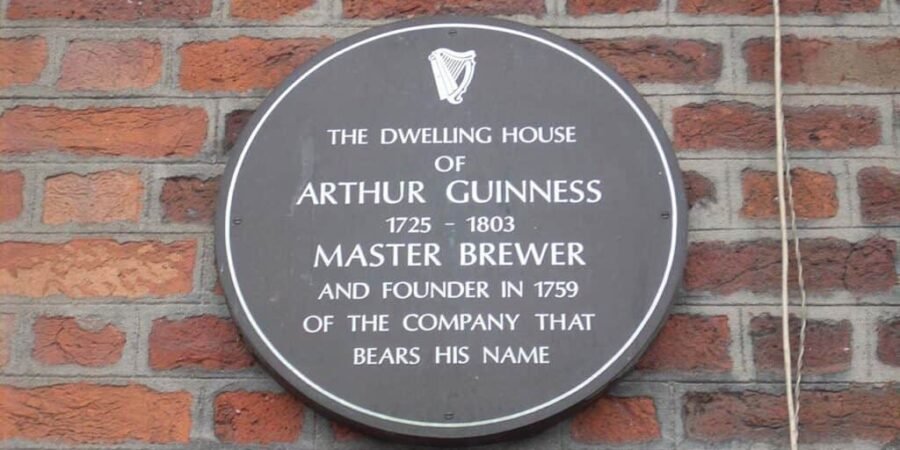 THE DWELLING HOUSE
OF
ARTHUR GUINNESS
1725 - 1803
MASTER BREWER
AND FOUNDER IN 1759
OF THE COMPANY THAT
BEARS HIS NAME